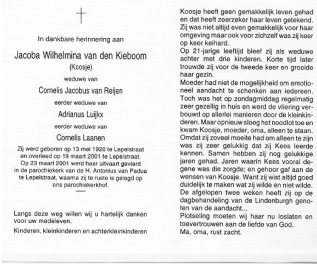 In dankbare herinnering aan
Jacoba Wilhelmina van den Kieboom
(Koosje)
weduwe van
Cornelis Jacobus van Reijen
eerder weduwe van
Adrianus Luijkx
eerder weduwe van
Cornelis Laanen
Zij werd geboren op 13 mei 1920 te Lepelstraat
en overleed op 19 maart 2001 te Lepelstraat.
Op 23 maart 2001 werd haar uitvaart gevierd
in de parochiekerk van de H. Antonius van Padua
te Lepelstraat, waarna zij te ruste is gelegd op ons
parochiekerkhof.
Langs deze weg willen wij u hartelijk danken
voor uw medeleven.
Kinderen, kleinkinderen en achterkleinkinderen
Koosje heeft geen gemakkelijk leven gehad
en dat heeft zorzeker haar leven getekend.
Zij was niet altijd even gemakkelijk voor haar
omgeving maar ook voor zichzelf was zij keer
op keer keihard.
Op 21-jarige leeftijd bleef zij als weduwe
achter met drie kinderen. Korte tijd later
trouwde zij voor de tweede keer en groeide
haar gezin.
Moeder had niet de mogelijkheid om emotio-
neel aandacht te schenken aan iedereen.
Toch was het op zondagmiddag regelmatig
zeer gezellig in huis en werd de vliering ver-
bouwd op allerlei manieren door de kleinkin-
deren. Maar opnieuw sloeg het noodlot toe en
kwam Koosje, moeder, oma, alleen te staan.
Omdat zij zoveel moeite had om alleen te zijn
was zij zeer gelukkig dat zij Kees leerde
kennen. Samen hebben zij nog gelukkige
jaren gehad. Jaren waarin Kees vooral dege-
ne was die zorgde; en gehoor gaf aan de
wensen van Koosje. Want zij wist altijd goed
duidelijk te maken wat zij wilde en niet wilde.
De afgelopen twee weken heeft zij op de
dagbehandeling van de Lindenburgh geno-
ten van de aandacht van ...
Plotseling moeten wij haar nu loslaten en
toevertrouwen aan de liefde van God.
Ma, oma, rust zacht.